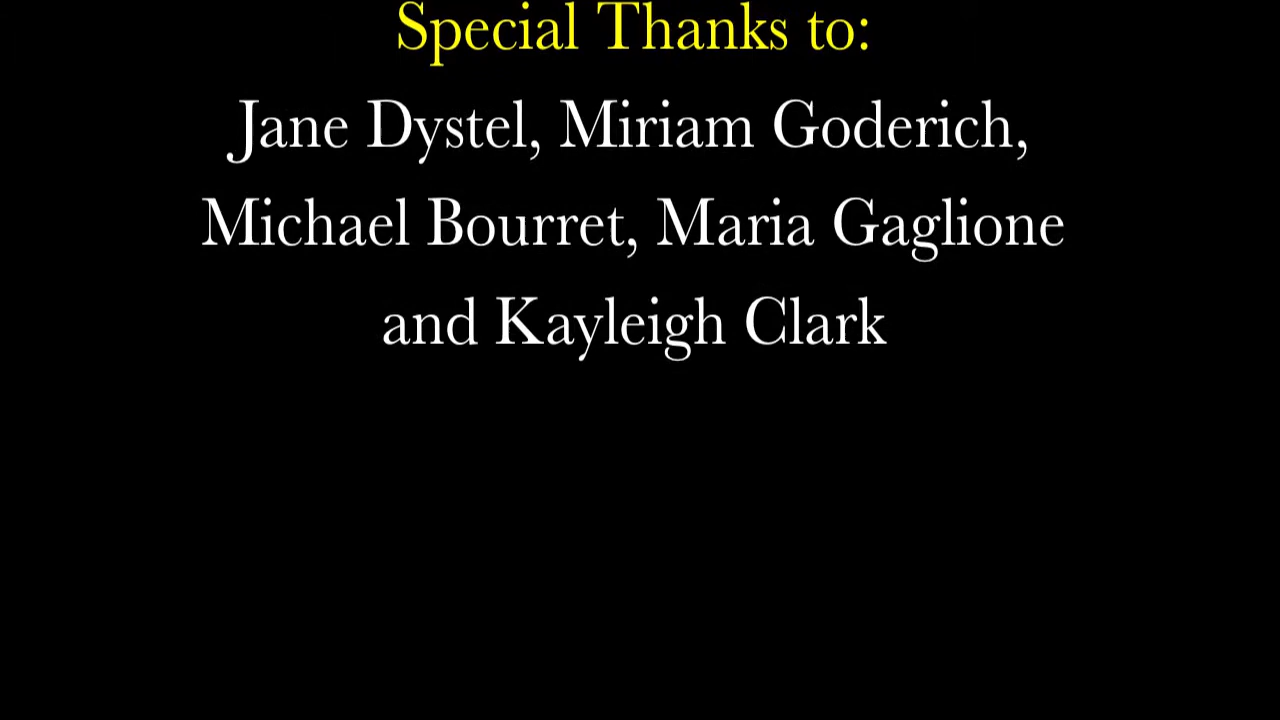 Special Thanks to:
Jane Dystel, Miriam Goderich,
Michael Bourret, Maria Gaglione
and Kayleigh Clark